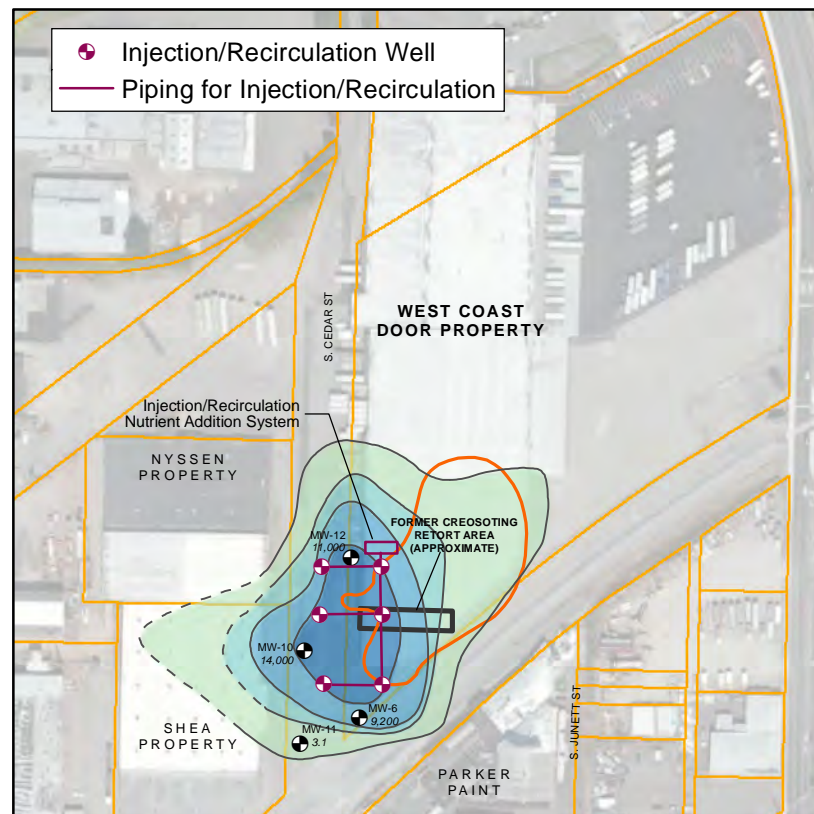 Injection/Recirculation Well
Piping for Injection/Recirculation
S. CEDAR ST
WEST COAST
DOOR PROPERTY
Injection/Recirculation
Nutrient Addition System
NYSSEN
PROPERTY
FORMER CREOSOTING
RETORT AREA
(APPROXIMATE)
MW-12
11,000
MW-10
14,000
MW-6
9,200
MW-11
3.1
SHEA
PROPERTY
S. JUNETT ST
PARKER
PAINT